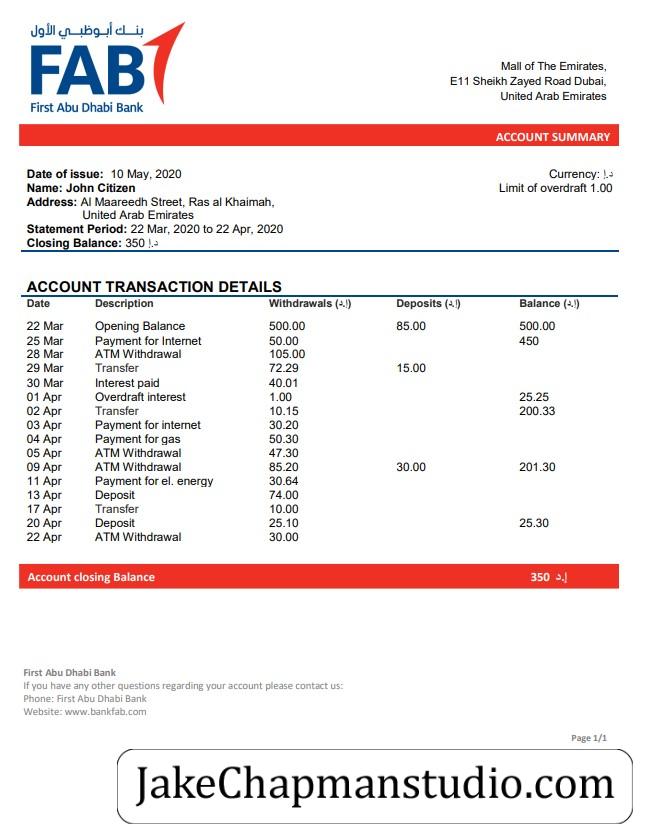 بنك أبوظبي الأول
FAB
First Abu Dhabi Bank
Mall of The Emirates,
E11 Sheikh Zayed Road Dubai,
United Arab Emirates
ACCOUNT SUMMARY
Date of issue: 10 May, 2020
Name: John Citizen
Address: Al Maareedh Street, Ras al Khaimah,
United Arab Emirates
Statement Period: 22 Mar, 2020 to 22 Apr, 2020
Closing Balance: 350 د.إ
Currency: د.إ
Limit of overdraft 1.00
ACCOUNT TRANSACTION DETAILS
Date Description Withdrawals (د.إ) Deposits (د.إ) Balance (د.إ)
22 Mar Opening Balance 500.00 85.00 500.00
25 Mar Payment for Internet 50.00 450
28 Mar ATM Withdrawal 105.00
29 Mar Transfer 72.29 15.00
30 Mar Interest paid 40.01
01 Apr Overdraft interest 1.00 25.25
02 Apr Transfer 10.15 200.33
03 Apr Payment for internet 30.20
04 Apr Payment for gas 50.30
05 Apr ATM Withdrawal 47.30
09 Apr ATM Withdrawal 85.20 30.00 201.30
11 Apr Payment for el. energy 30.64
13 Apr Deposit 74.00
17 Apr Transfer 10.00
20 Apr Deposit 25.10 25.30
22 Apr ATM Withdrawal 30.00
Account closing Balance 350 د.إ
First Abu Dhabi Bank
If you have any other questions regarding your account please contact us:
Phone: First Abu Dhabi Bank
Website: www.bankfab.com
Page 1/1
JakeChapmanstudio.com